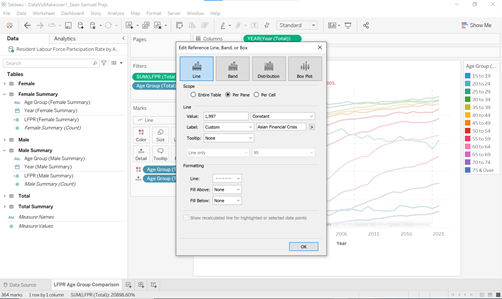 Tableau - DataVizMakeover1_Sean Samuel Prajs
File Data Worksheet Dashboard Story Analysis Map Format Server Window Help
Standard
Show Me
Data
Analytics
Pages
Columns
YEAR(Year (Total))
Resident Labour Force Participation Rate by A...
Search
Tables
Female
Female Summary
Age Group (Female Summary)
Year (Female Summary)
LFPR (Female Summary)
Female Summary (Count)
Male
Male Summary
Age Group (Male Summary)
Year (Male Summary)
LFPR (Male Summary)
Male Summary (Count)
Total
Total Summary
Measure Names
Measure Values
Filters
SUM(LFPR (Total))
Age Group (Total)
Marks
Line
Color
Size
Detail
Tooltip
Age Group (T
Age Group (T
Edit Reference Line, Band, or Box
Line
Band
Distribution
Box Plot
Scope
Entire Table
Per Pane
Per Cell
Line
Value:
1,997
Constant
Label:
Custom
Asian Financial Crisis
Tooltip:
None
Line only
95
Formatting
Line:
Fill Above:
None
Fill Below:
None
Show recalculated line for highlighted or selected data points
OK
2006
2011
2016
2021
Year
Age Group (
15 to 19
20 to 24
25 to 29
30 to 34
35 to 39
40 to 44
45 to 49
50 to 54
55 to 59
60 to 64
65 to 69
70 to 74
75 & Over
Data Source
LFPR Age Group Comparison
364 marks
1 row by 1 column
SUM(LFPR (Total)): 20898.60%